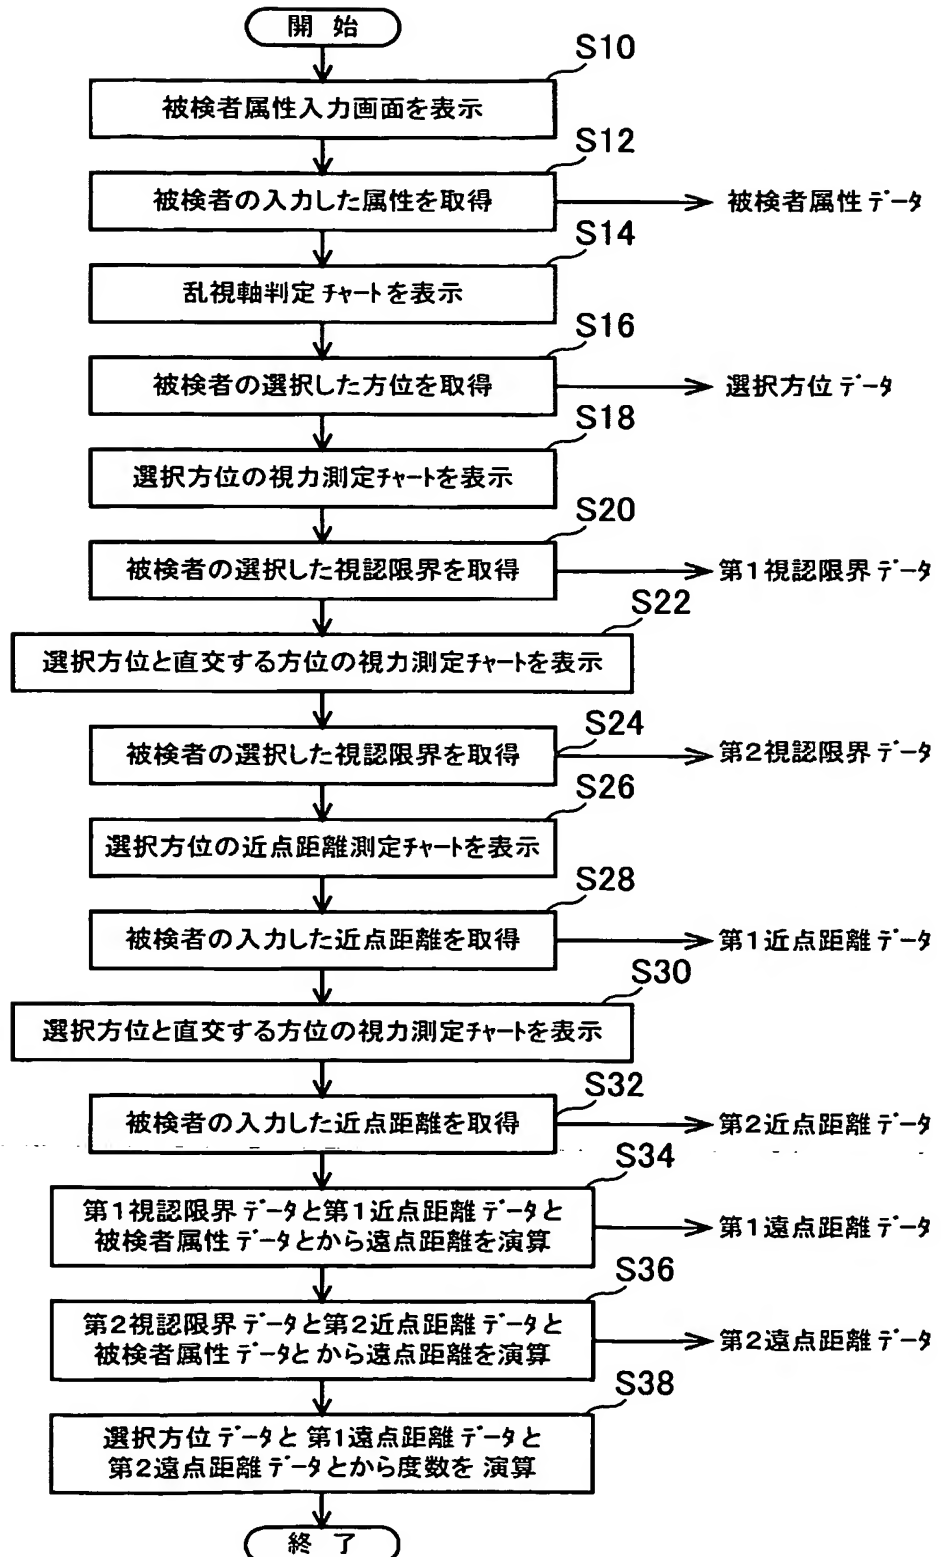 開 始
S10
被検者属性入力画面を表示
S12
被検者の入力した属性を取得
被検者属性データ
S14
乱視軸判定チャートを表示
S16
被検者の選択した方位を取得
選択方位データ
S18
選択方位の視力測定チャートを表示
S20
被検者の選択した視認限界を取得
第1視認限界データ
S22
選択方位と直交する方位の視力測定チャートを表示
S24
被検者の選択した視認限界を取得
第2視認限界データ
S26
選択方位の近点距離測定チャートを表示
S28
被検者の入力した近点距離を取得
第1近点距離データ
S30
選択方位と直交する方位の視力測定チャートを表示
S32
被検者の入力した近点距離を取得
第2近点距離データ
S34
第1視認限界データと第1近点距離データと
被検者属性データとから遠点距離を演算
第1遠点距離データ
S36
第2視認限界データと第2近点距離データと
被検者属性データとから遠点距離を演算
第2遠点距離データ
S38
選択方位データと第1遠点距離データと
第2遠点距離データとから度数を演算
終 了